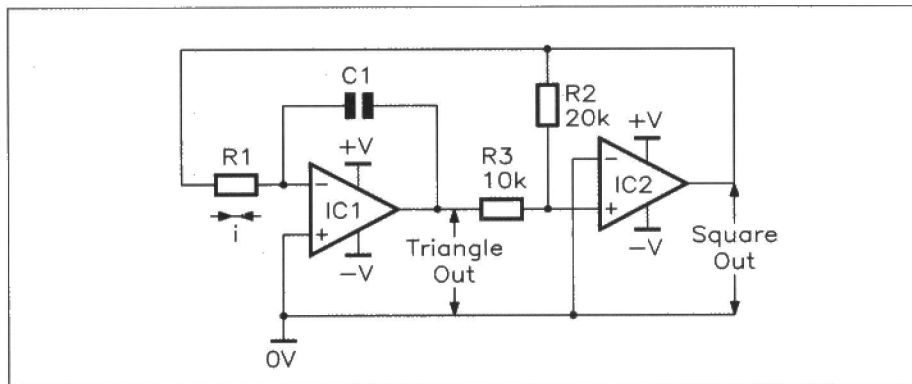 C1
R2
20k
+V
R1
+V
R3
10k
−
−
IC1
IC2
+
+
i
−V
Triangle
Out
−V
Square
Out
0V